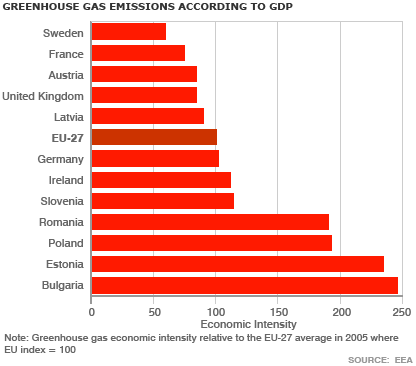 GREENHOUSE GAS EMISSIONS ACCORDING TO GDP
Sweden
France
Austria
United Kingdom
Latvia
EU-27
Germany
Ireland
Slovenia
Romania
Poland
Estonia
Bulgaria
0 50 100 150 200 250
Economic Intensity
Note: Greenhouse gas economic intensity relative to the EU-27 average in 2005 where
EU index = 100
SOURCE: EEA